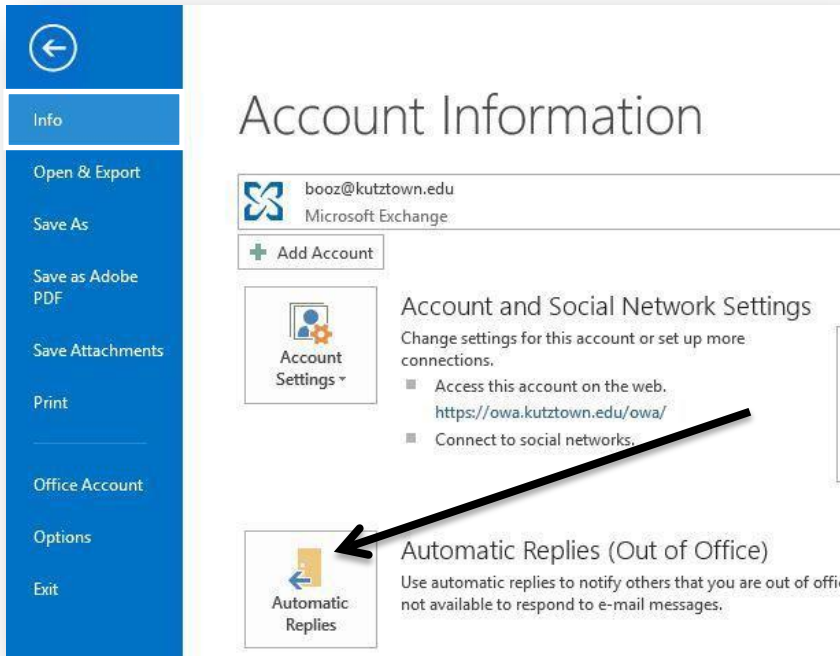 Info
Open & Export
Save As
Save as Adobe
PDF
Save Attachments
Print
Office Account
Options
Exit
Account Information
booz@kutztown.edu
Microsoft Exchange
Add Account
Account
Settings
Account and Social Network Settings
Change settings for this account or set up more
connections.
Access this account on the web.
https://owa.kutztown.edu/owa/
Connect to social networks.
Automatic
Replies
Automatic Replies (Out of Office)
Use automatic replies to notify others that you are out of offi
not available to respond to e-mail messages.